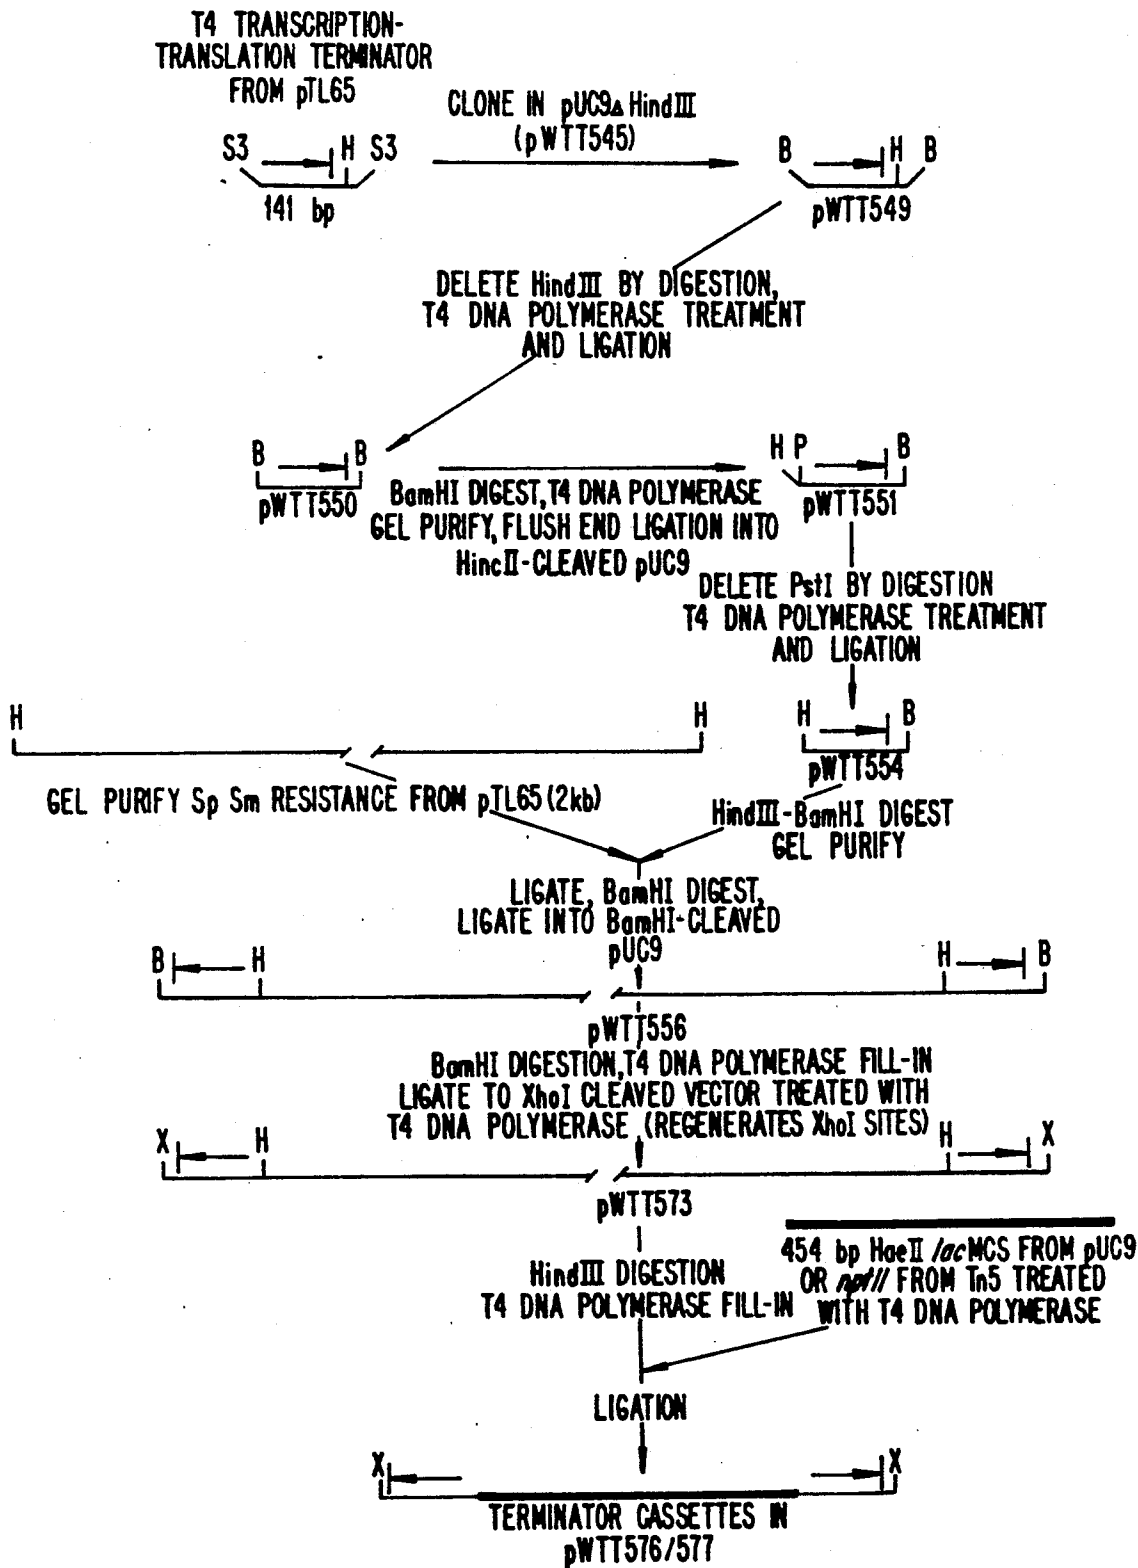 T4 TRANSCRIPTION-
TRANSLATION TERMINATOR
FROM pTL65
CLONE IN pUC9Δ HindIII
(pWTT545)
S3 H S3
141 bp
B H B
pWTT549
DELETE HindIII BY DIGESTION,
T4 DNA POLYMERASE TREATMENT
AND LIGATION
B B
pWTT550
BamHI DIGEST, T4 DNA POLYMERASE
GEL PURIFY, FLUSH END LIGATION INTO
HincII-CLEAVED pUC9
H P B
pWTT551
DELETE PstI BY DIGESTION
T4 DNA POLYMERASE TREATMENT
AND LIGATION
H H
H B
pWTT554
GEL PURIFY Sp Sm RESISTANCE FROM pTL65 (2kb)
HindIII-BamHI DIGEST
GEL PURIFY
LIGATE, BamHI DIGEST,
LIGATE INTO BamHI-CLEAVED
pUC9
B H H B
pWTT556
BamHI DIGESTION, T4 DNA POLYMERASE FILL-IN
LIGATE TO XhoI CLEAVED VECTOR TREATED WITH
T4 DNA POLYMERASE (REGENERATES XhoI SITES)
X H H X
pWTT573
HindIII DIGESTION
T4 DNA POLYMERASE FILL-IN
454 bp HaeII lacMCS FROM pUC9
OR nptII FROM Tn5 TREATED
WITH T4 DNA POLYMERASE
LIGATION
X X
TERMINATOR CASSETTES IN
pWTT576/577